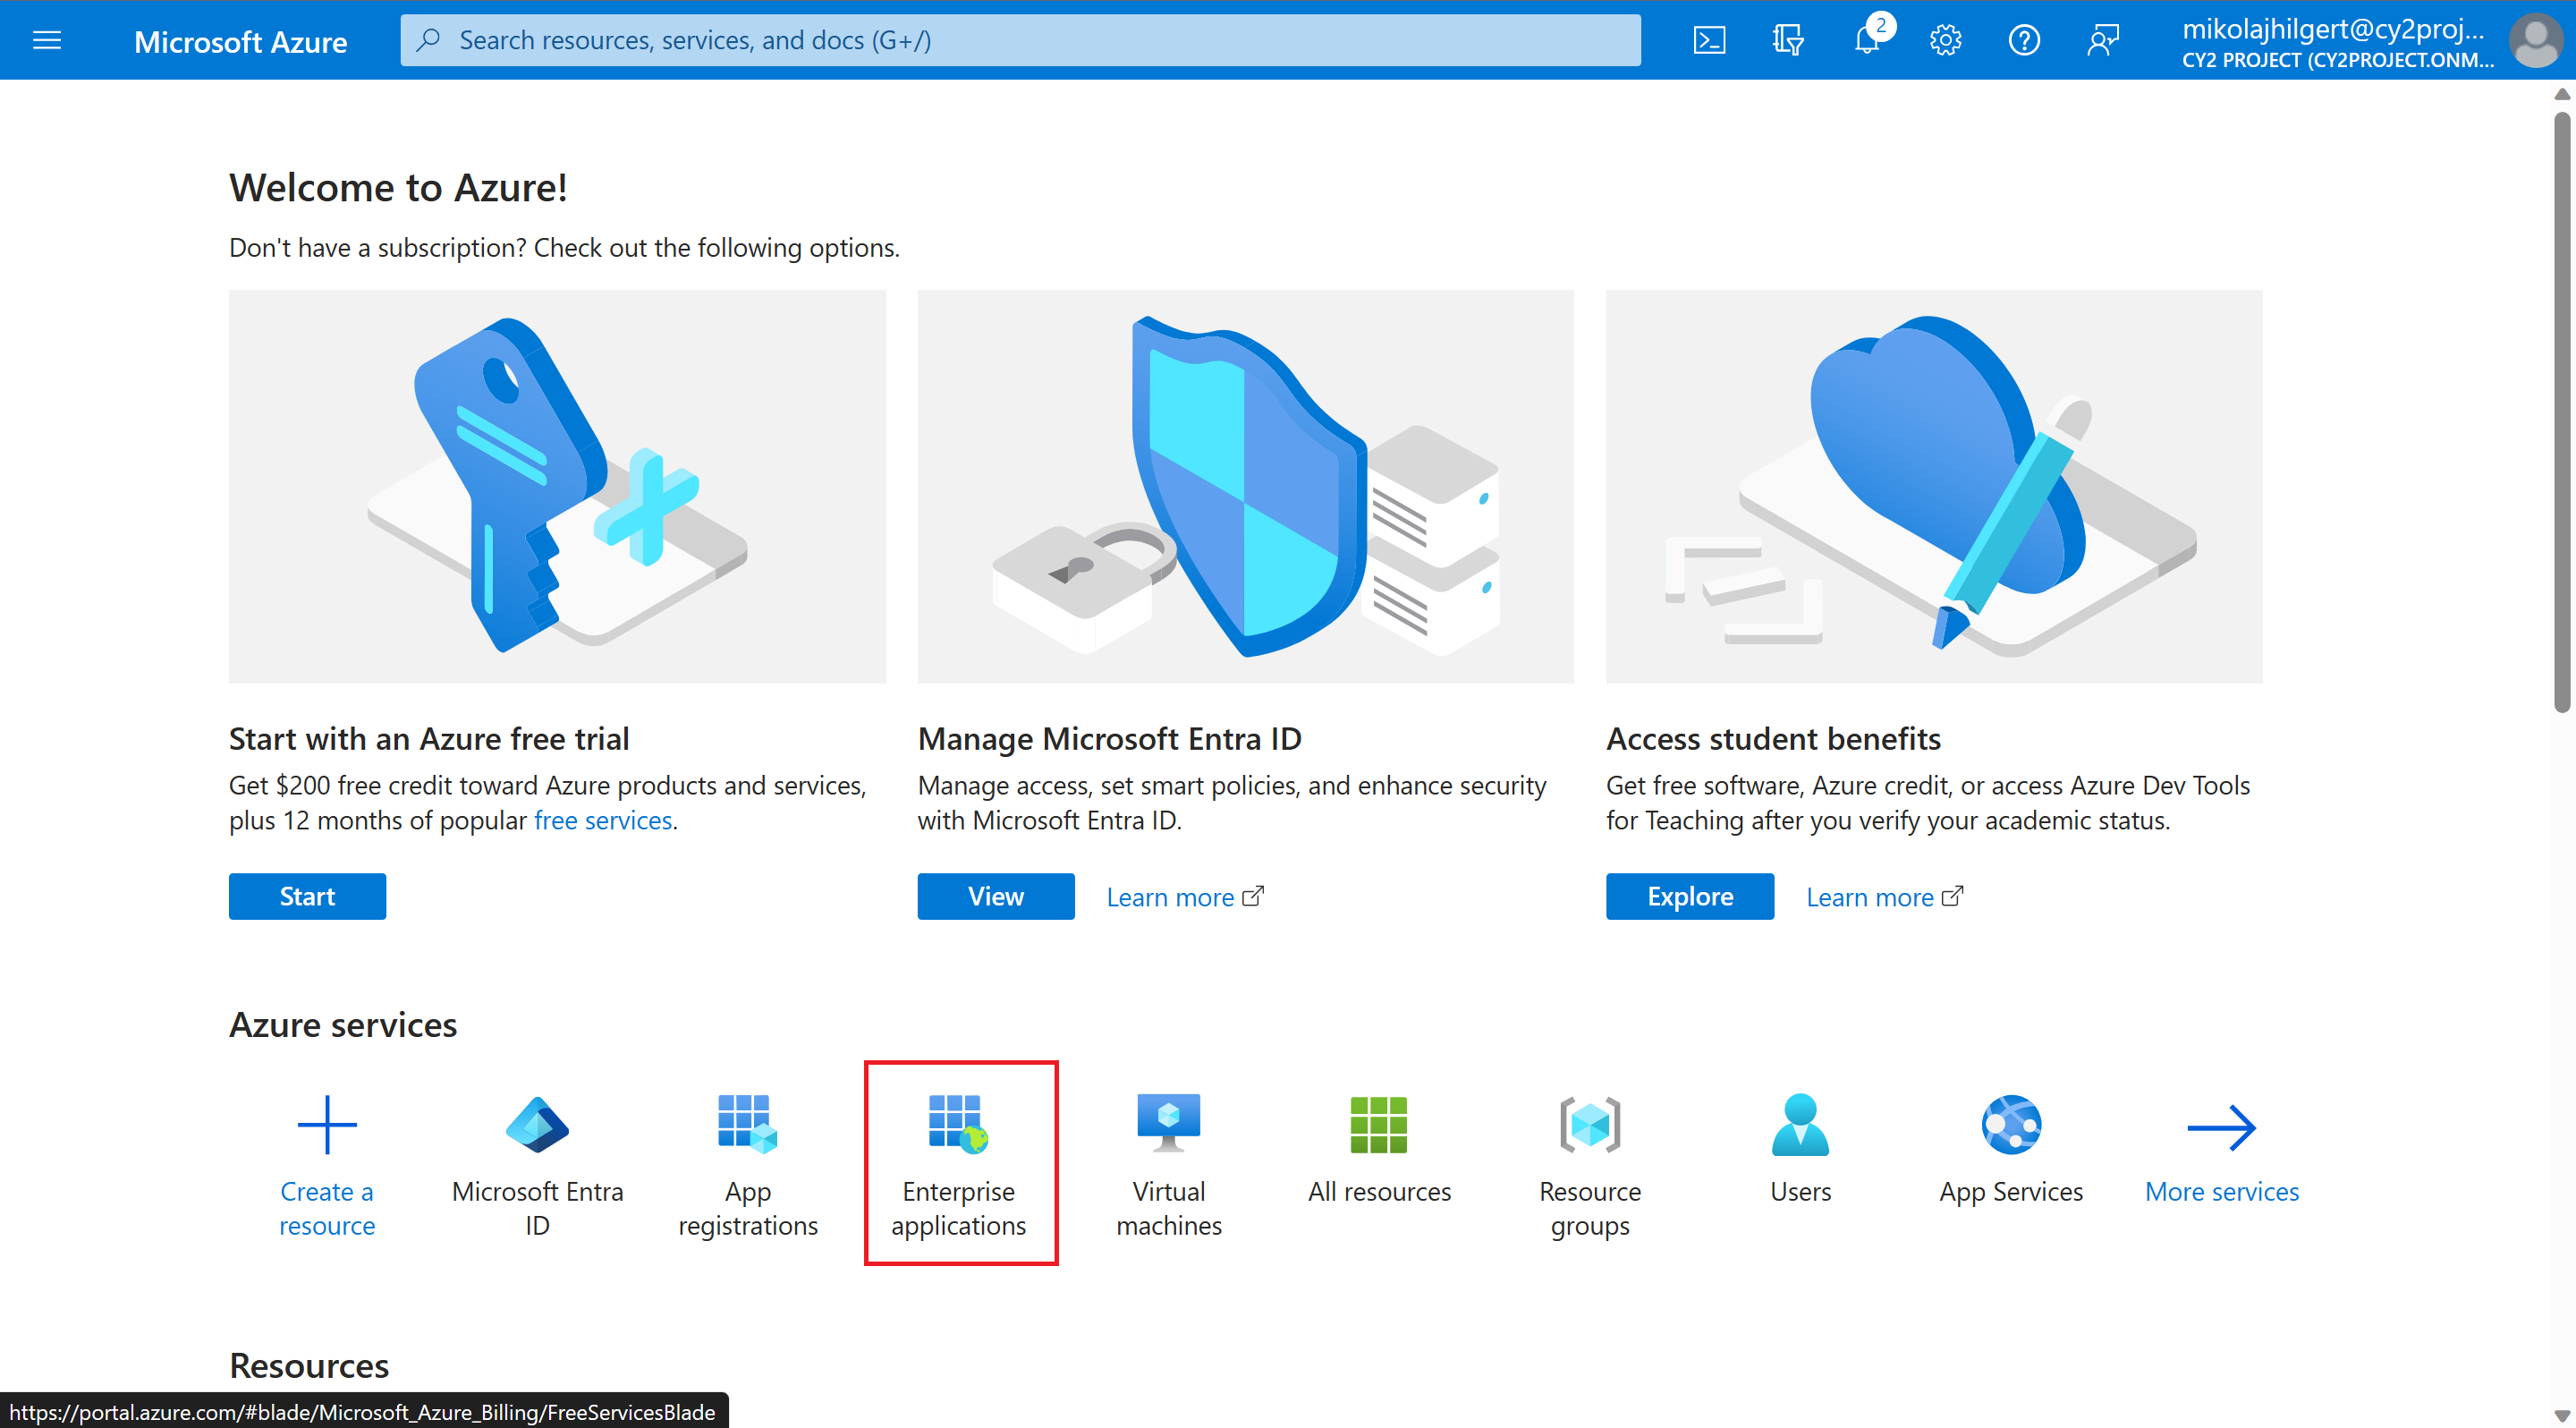 Microsoft Azure
Search resources, services, and docs (G+/)
2
mikolajhilgert@cy2proj...
CY2 PROJECT (CY2PROJECT.ONM...
Welcome to Azure!
Don't have a subscription? Check out the following options.
Start with an Azure free trial
Get $200 free credit toward Azure products and services,
plus 12 months of popular free services.
Start
Manage Microsoft Entra ID
Manage access, set smart policies, and enhance security
with Microsoft Entra ID.
View
Learn more
Access student benefits
Get free software, Azure credit, or access Azure Dev Tools
for Teaching after you verify your academic status.
Explore
Learn more
Azure services
Create a
resource
Microsoft Entra
ID
App
registrations
Enterprise
applications
Virtual
machines
All resources
Resource
groups
Users
App Services
More services
Resources
https://portal.azure.com/#blade/Microsoft_Azure_Billing/FreeServicesBlade